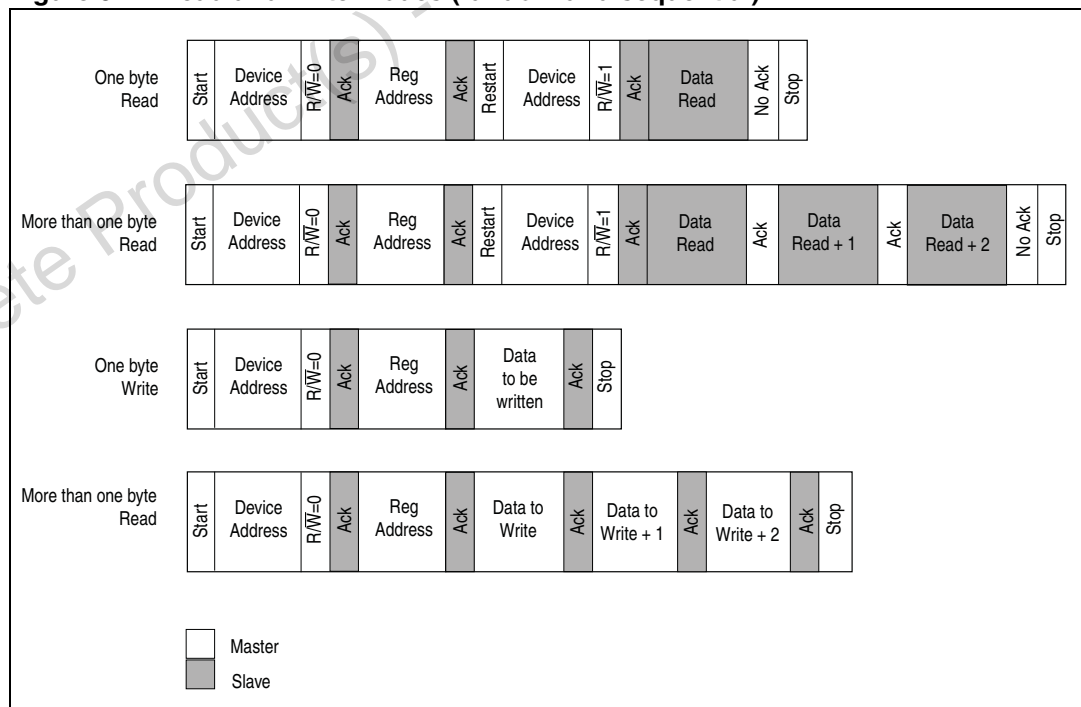 One byte
Read
Start
Device
Address
R/W=0
Ack
Reg
Address
Ack
Restart
Device
Address
R/W=1
Ack
Data
Read
No Ack
Stop
More than one byte
Read
Start
Device
Address
R/W=0
Ack
Reg
Address
Ack
Restart
Device
Address
R/W=1
Ack
Data
Read
Ack
Data
Read + 1
Ack
Data
Read + 2
No Ack
Stop
One byte
Write
Start
Device
Address
R/W=0
Ack
Reg
Address
Ack
Data
to be
written
Ack
Stop
More than one byte
Read
Start
Device
Address
R/W=0
Ack
Reg
Address
Ack
Data to
Write
Ack
Data to
Write + 1
Ack
Data to
Write + 2
Ack
Stop
Master
Slave
Product(s)